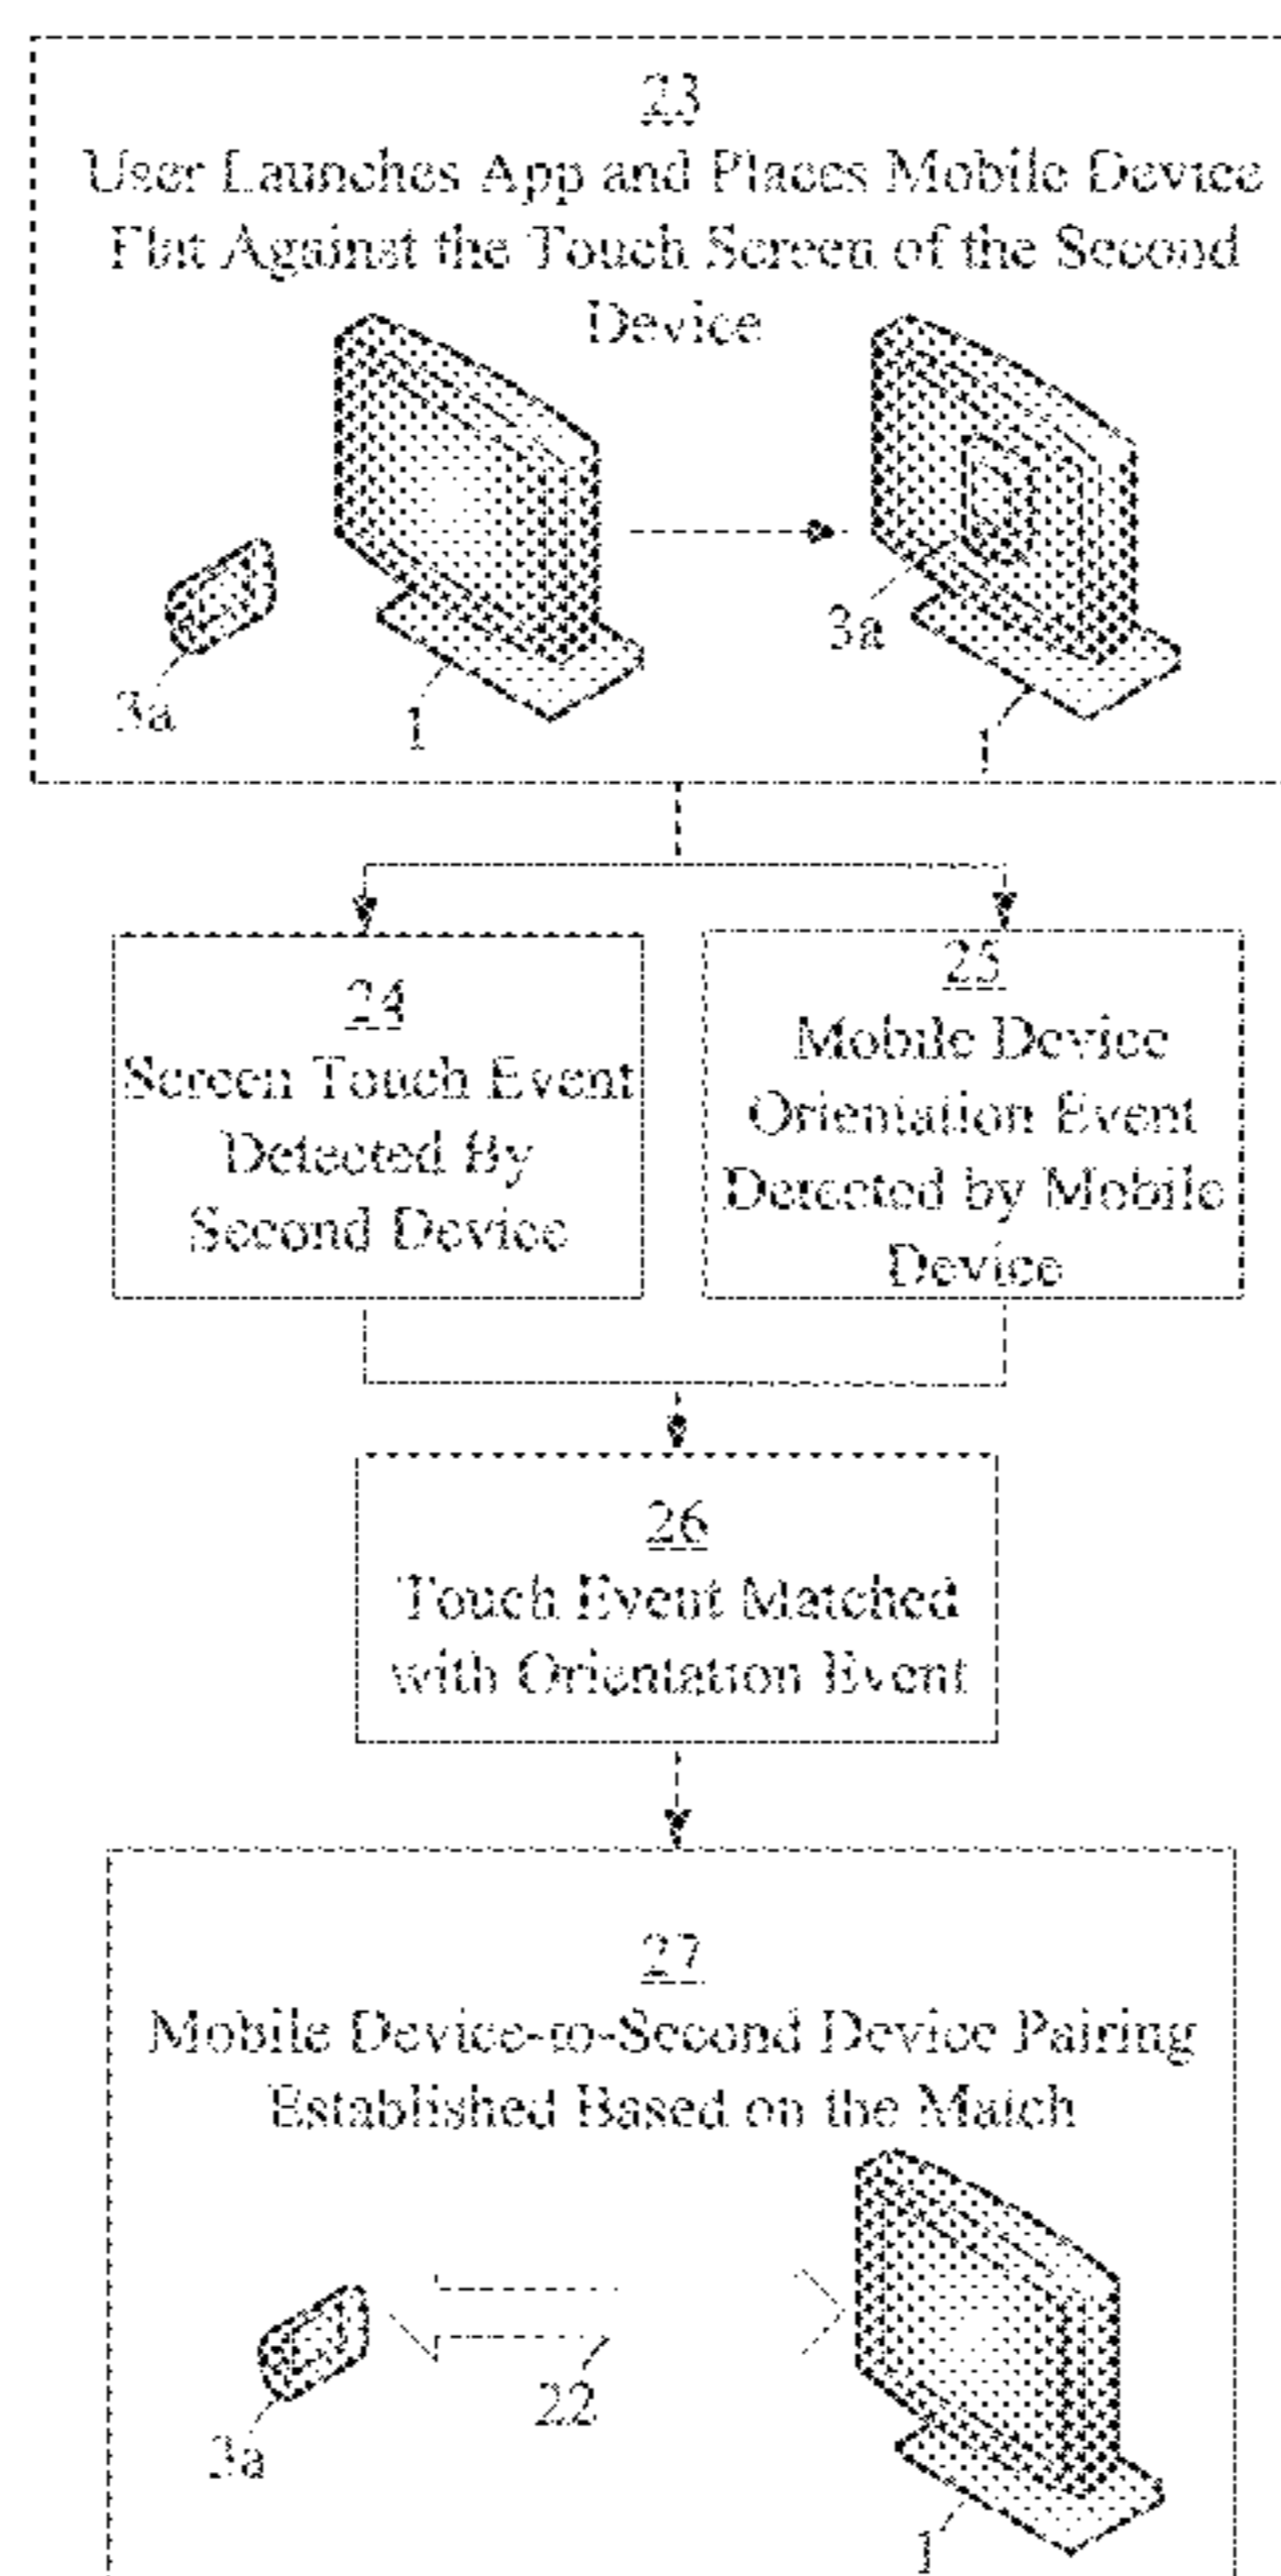 23
User Launches App and Places Mobile Device
Flat Against the Touch Screen of the Second
Device
3a
1
3a
1
24
Screen Touch Event
Detected By
Second Device
25
Mobile Device
Orientation Event
Detected by Mobile
Device
26
Touch Event Matched
with Orientation Event
27
Mobile Device-to-Second Device Pairing
Established Based on the Match
22
3a
1